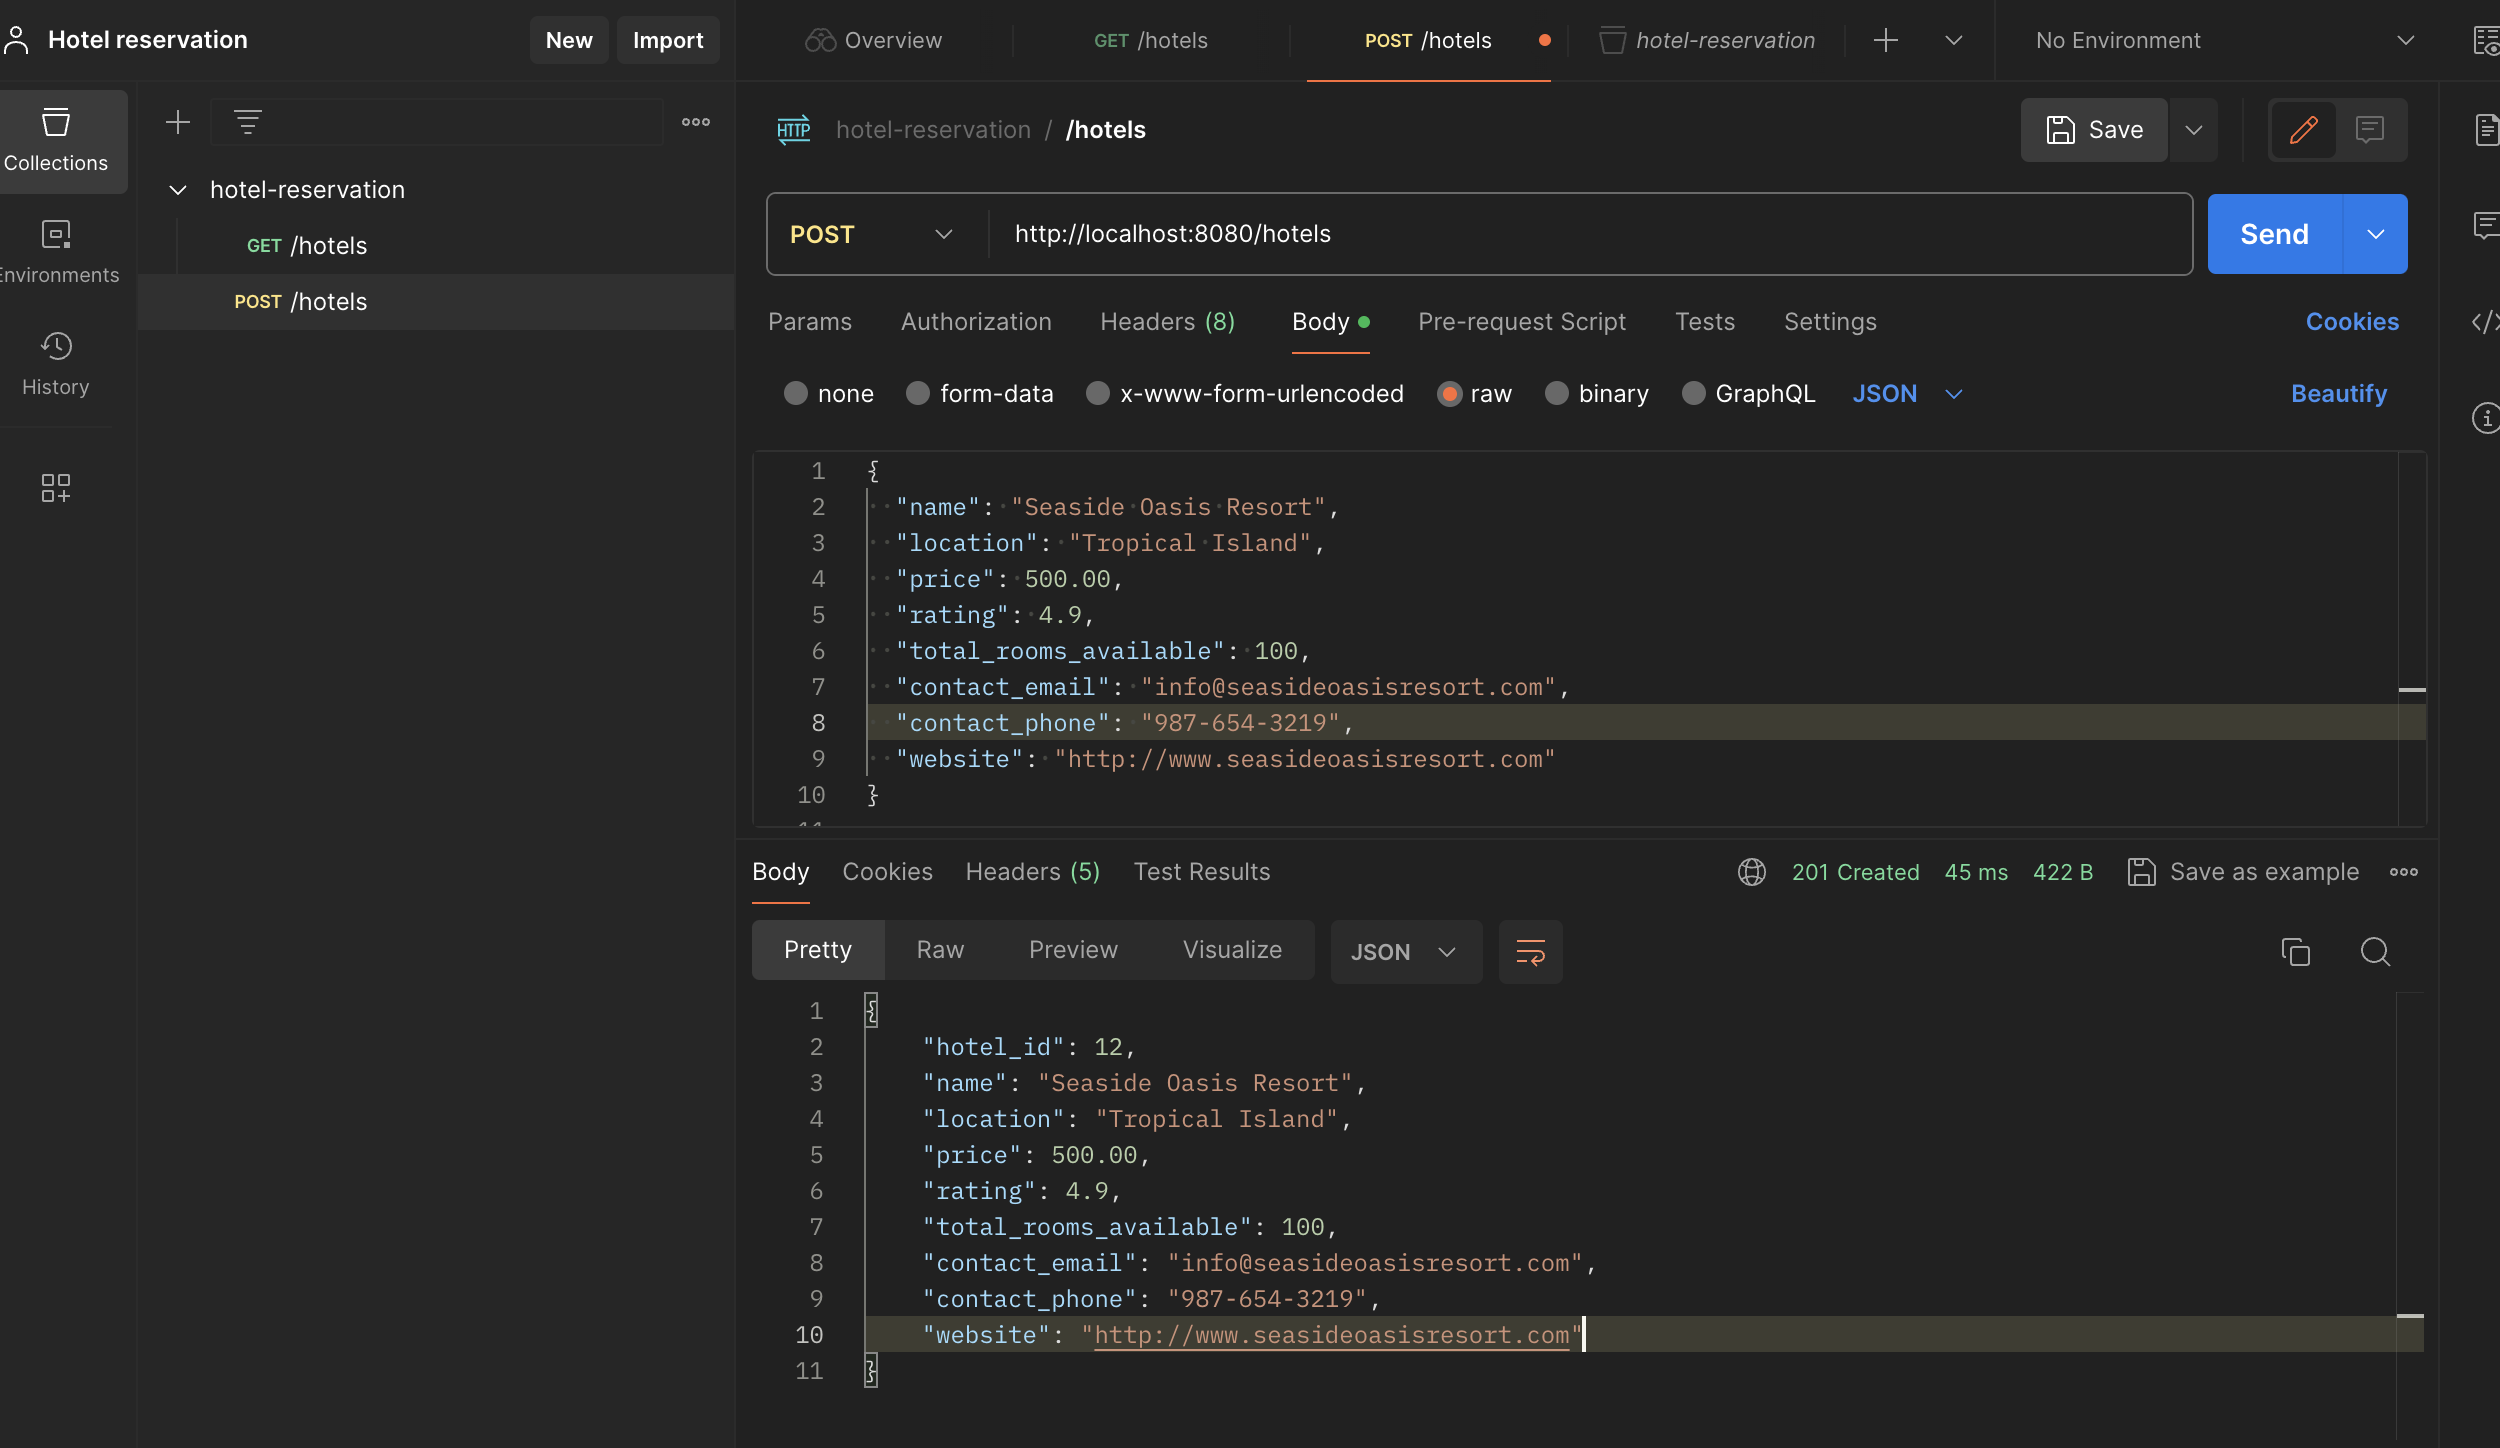 Hotel reservation
New
Import
Overview
GET /hotels
POST /hotels
hotel-reservation
No Environment
Collections
Environments
History
hotel-reservation
GET /hotels
POST /hotels
HTTP hotel-reservation / /hotels
Save
POST http://localhost:8080/hotels
Send
Params Authorization Headers (8) Body Pre-request Script Tests Settings Cookies
none form-data x-www-form-urlencoded raw binary GraphQL JSON Beautify
1 {
2 "name": "Seaside Oasis Resort",
3 "location": "Tropical Island",
4 "price": 500.00,
5 "rating": 4.9,
6 "total_rooms_available": 100,
7 "contact_email": "info@seasideoasisresort.com",
8 "contact_phone": "987-654-3219",
9 "website": "http://www.seasideoasisresort.com"
10 }
11
Body Cookies Headers (5) Test Results 201 Created 45 ms 422 B Save as example
Pretty Raw Preview Visualize JSON
1 {
2 "hotel_id": 12,
3 "name": "Seaside Oasis Resort",
4 "location": "Tropical Island",
5 "price": 500.00,
6 "rating": 4.9,
7 "total_rooms_available": 100,
8 "contact_email": "info@seasideoasisresort.com",
9 "contact_phone": "987-654-3219",
10 "website": "http://www.seasideoasisresort.com"
11 }